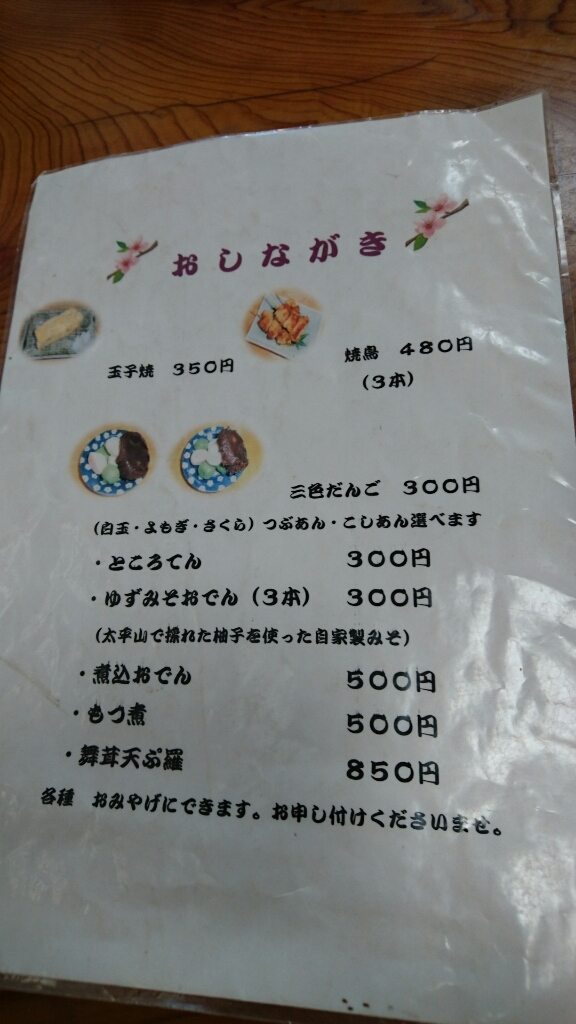 おしながき
玉子焼 350円
焼鳥 480円
(3本)
三色だんご 300円
(白玉・よもぎ・さくら)つぶあん・こしあん選べます
・ところてん 300円
・ゆずみそおでん(3本) 300円
(太平山で採れた柚子を使った自家製みそ)
・煮込おでん 500円
・もつ煮 500円
・舞茸天ぷ羅 850円
各種 おみやげにできます。お申し付けくださいませ。